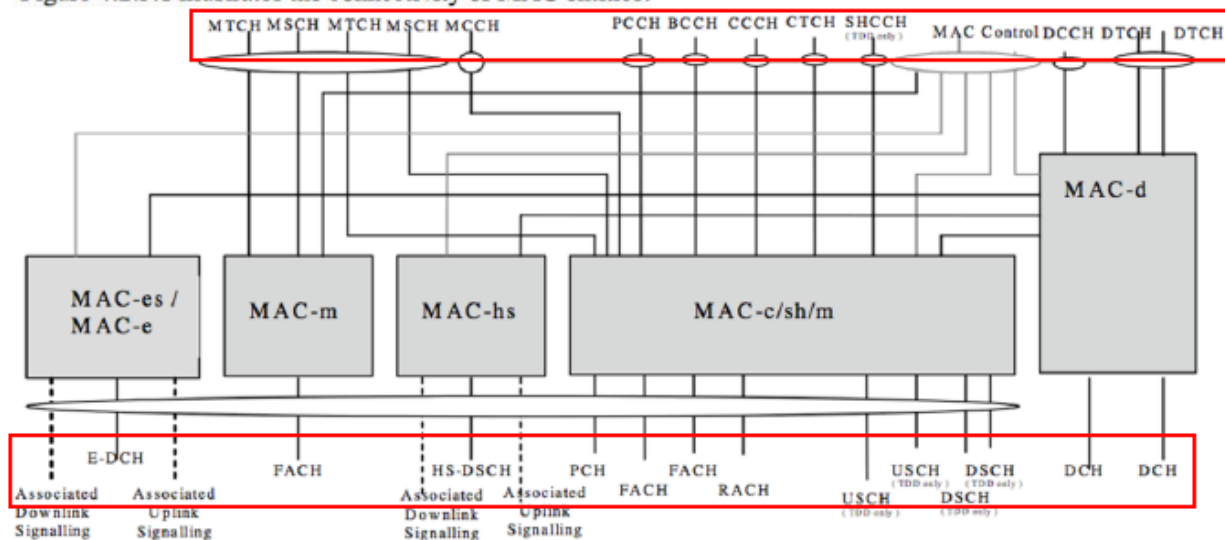 MTCH MSCH MTCH MSCH MCCH PCCH BCCH CCCH CTCH SHCCH MAC Control DCCH DTCH DTCH
( TDD only )
MAC-d
MAC-es /
MAC-e
MAC-m
MAC-hs
MAC-c/sh/m
E-DCH
FACH
HS-DSCH
PCH
FACH
FACH
RACH
USCH
( TDD only )
USCH
( TDD only )
DSCH
( TDD only )
DSCH
( TDD only )
DCH
DCH
Associated
Downlink
Signalling
Associated
Uplink
Signalling
Associated
Downlink
Signalling
Associated
Uplink
Signalling